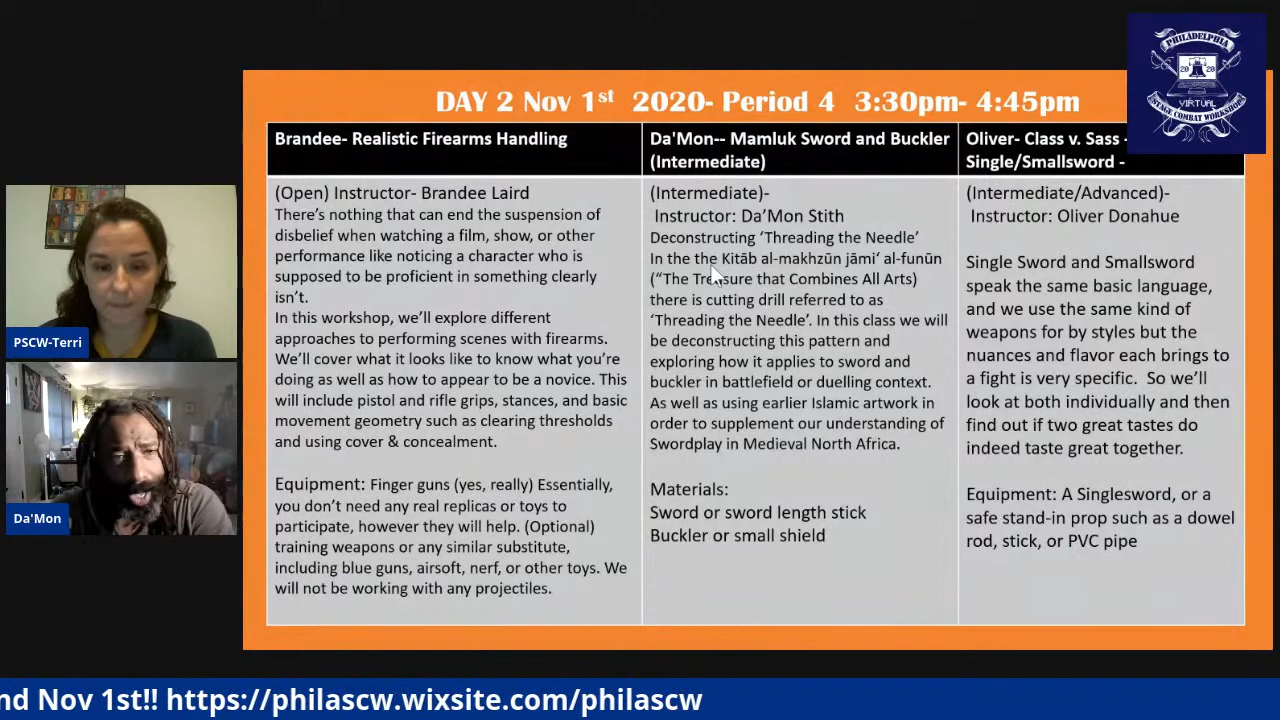 PHILADELPHIA
20 20
VIRTUAL
STAGE COMBAT WORKSHOP
DAY 2 Nov 1st 2020- Period 4 3:30pm- 4:45pm
Brandee- Realistic Firearms Handling
(Open) Instructor- Brandee Laird
There's nothing that can end the suspension of
disbelief when watching a film, show, or other
performance like noticing a character who is
supposed to be proficient in something clearly
isn't.
In this workshop, we'll explore different
approaches to performing scenes with firearms.
We'll cover what it looks like to know what you're
doing as well as how to appear to be a novice. This
will include pistol and rifle grips, stances, and basic
movement geometry such as clearing thresholds
and using cover & concealment.
Equipment: Finger guns (yes, really) Essentially,
you don't need any real replicas or toys to
participate, however they will help. (Optional)
training weapons or any similar substitute,
including blue guns, airsoft, nerf, or other toys. We
will not be working with any projectiles.
Da'Mon-- Mamluk Sword and Buckler
(Intermediate)
(Intermediate)-
Instructor: Da'Mon Stith
Deconstructing 'Threading the Needle'
In the the Kitāb al-makhzūn jāmi' al-funūn
("The Treasure that Combines All Arts)
there is cutting drill referred to as
'Threading the Needle'. In this class we will
be deconstructing this pattern and
exploring how it applies to sword and
buckler in battlefield or duelling context.
As well as using earlier Islamic artwork in
order to supplement our understanding of
Swordplay in Medieval North Africa.
Materials:
Sword or sword length stick
Buckler or small shield
Oliver- Class v. Sass -
Single/Smallsword -
(Intermediate/Advanced)-
Instructor: Oliver Donahue
Single Sword and Smallsword
speak the same basic language,
and we use the same kind of
weapons for by styles but the
nuances and flavor each brings to
a fight is very specific. So we'll
look at both individually and then
find out if two great tastes do
indeed taste great together.
Equipment: A Singlesword, or a
safe stand-in prop such as a dowel
rod, stick, or PVC pipe
PSCW-Terri
Da'Mon
nd Nov 1st!! https://philascw.wixsite.com/philascw